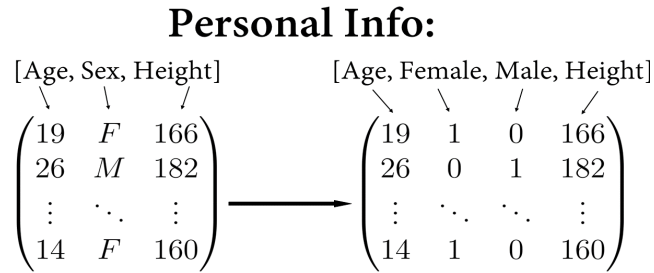 Personal Info:
[Age, Sex, Height] [Age, Female, Male, Height]
19 F 166 19 1 0 166
26 M 182 26 0 1 182
⋮ ⋱ ⋮ ⋮ ⋱ ⋱ ⋮
14 F 160 14 1 0 160